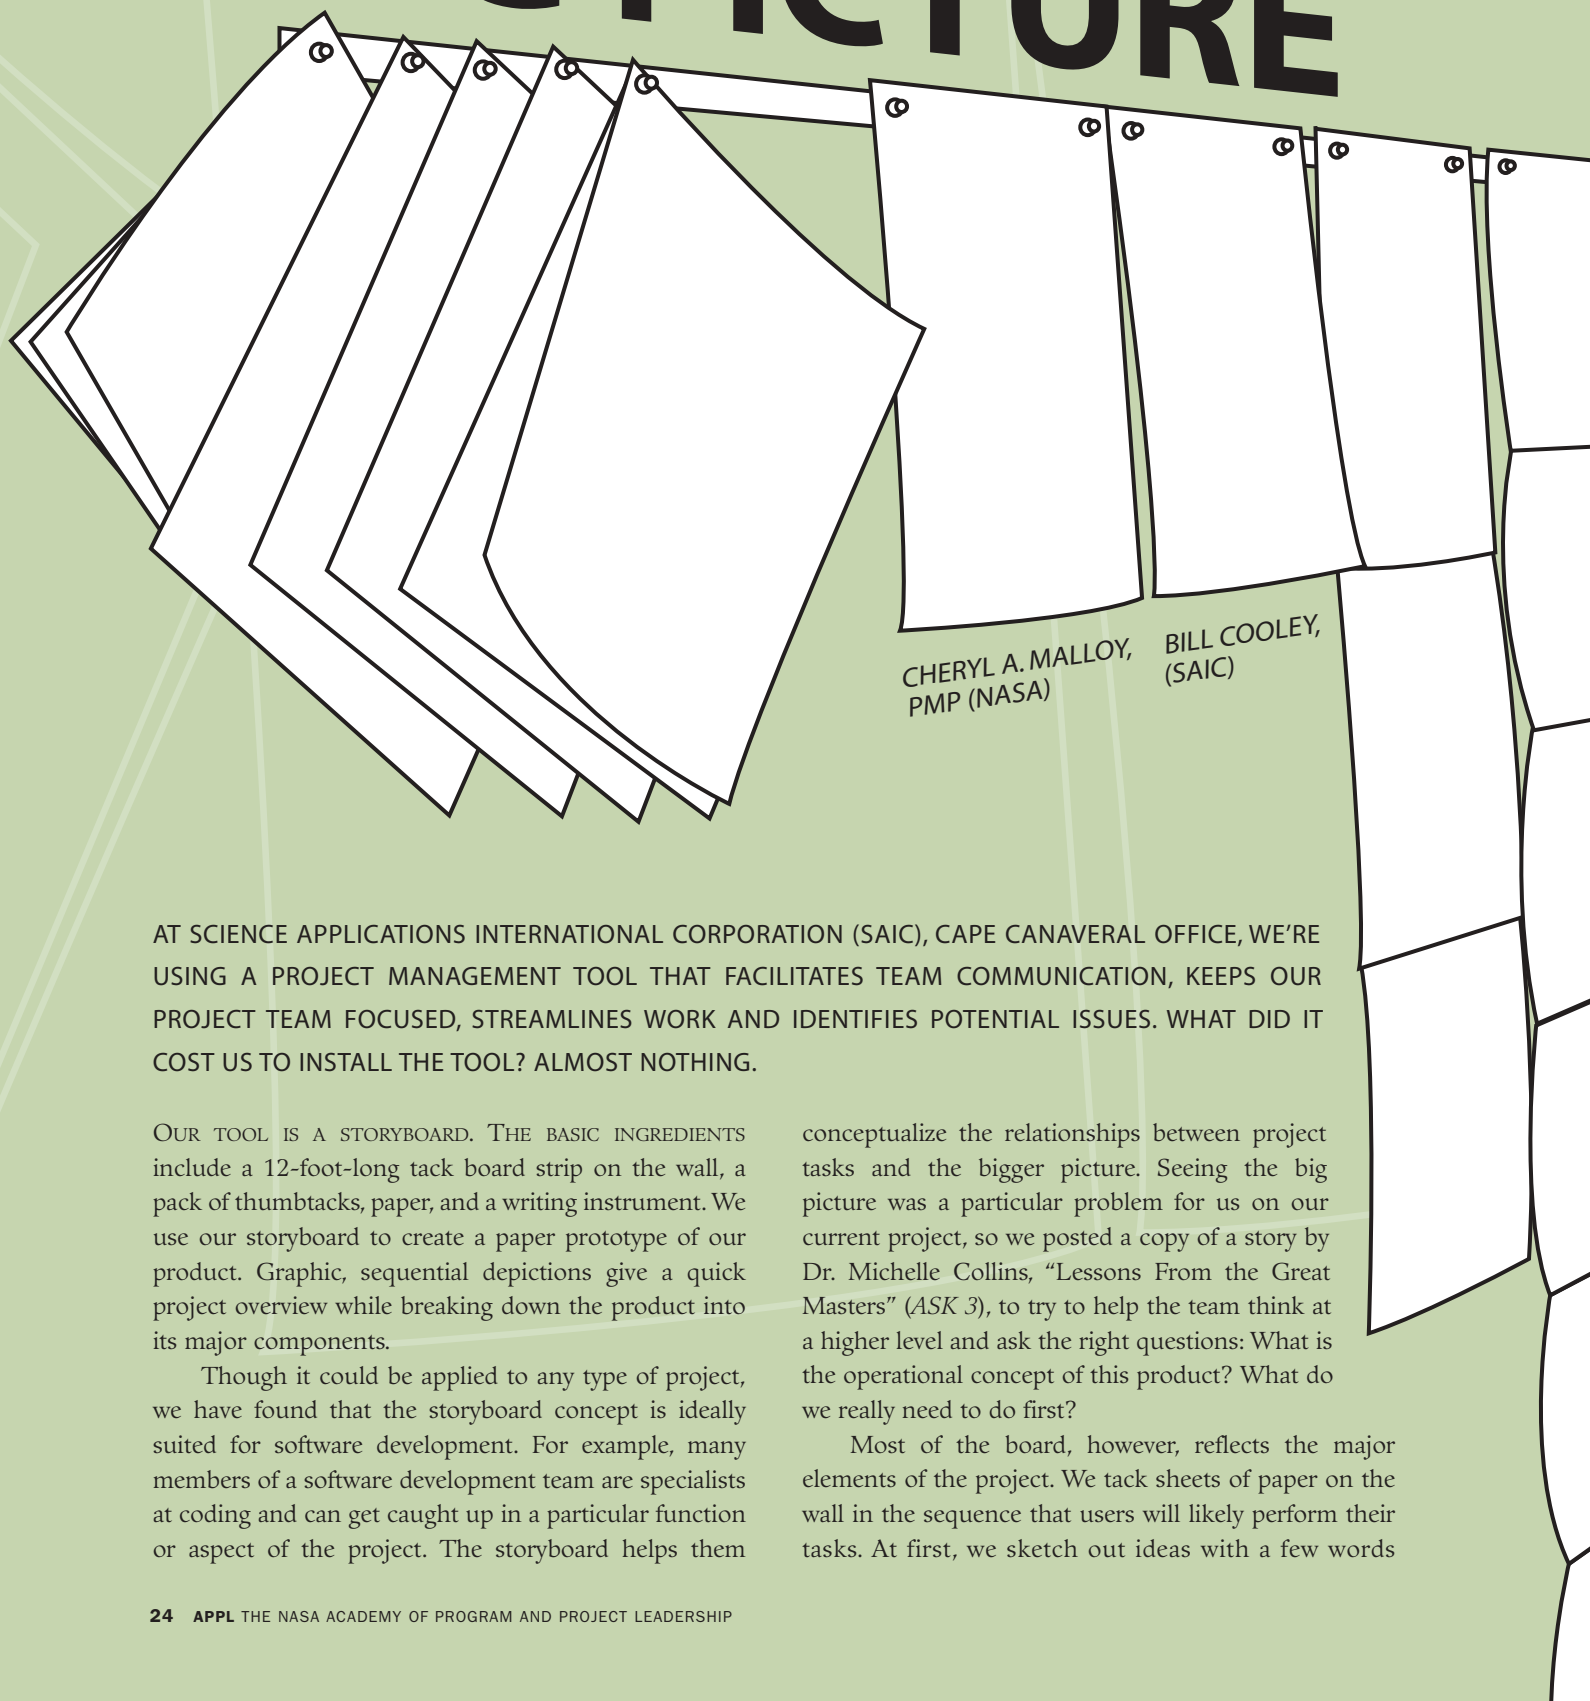 PICTURE
CHERYL A. MALLOY,
PMP (NASA)
BILL COOLEY,
(SAIC)
AT SCIENCE APPLICATIONS INTERNATIONAL CORPORATION (SAIC), CAPE CANAVERAL OFFICE, WE’RE
USING A PROJECT MANAGEMENT TOOL THAT FACILITATES TEAM COMMUNICATION, KEEPS OUR
PROJECT TEAM FOCUSED, STREAMLINES WORK AND IDENTIFIES POTENTIAL ISSUES. WHAT DID IT
COST US TO INSTALL THE TOOL? ALMOST NOTHING.
OUR TOOL IS A STORYBOARD. THE BASIC INGREDIENTS
include a 12-foot-long tack board strip on the wall, a
pack of thumbtacks, paper, and a writing instrument. We
use our storyboard to create a paper prototype of our
product. Graphic, sequential depictions give a quick
project overview while breaking down the product into
its major components.
Though it could be applied to any type of project,
we have found that the storyboard concept is ideally
suited for software development. For example, many
members of a software development team are specialists
at coding and can get caught up in a particular function
or aspect of the project. The storyboard helps them
conceptualize the relationships between project
tasks and the bigger picture. Seeing the big
picture was a particular problem for us on our
current project, so we posted a copy of a story by
Dr. Michelle Collins, “Lessons From the Great
Masters” (ASK 3), to try to help the team think at
a higher level and ask the right questions: What is
the operational concept of this product? What do
we really need to do first?
Most of the board, however, reflects the major
elements of the project. We tack sheets of paper on the
wall in the sequence that users will likely perform their
tasks. At first, we sketch out ideas with a few words
24 APPL THE NASA ACADEMY OF PROGRAM AND PROJECT LEADERSHIP